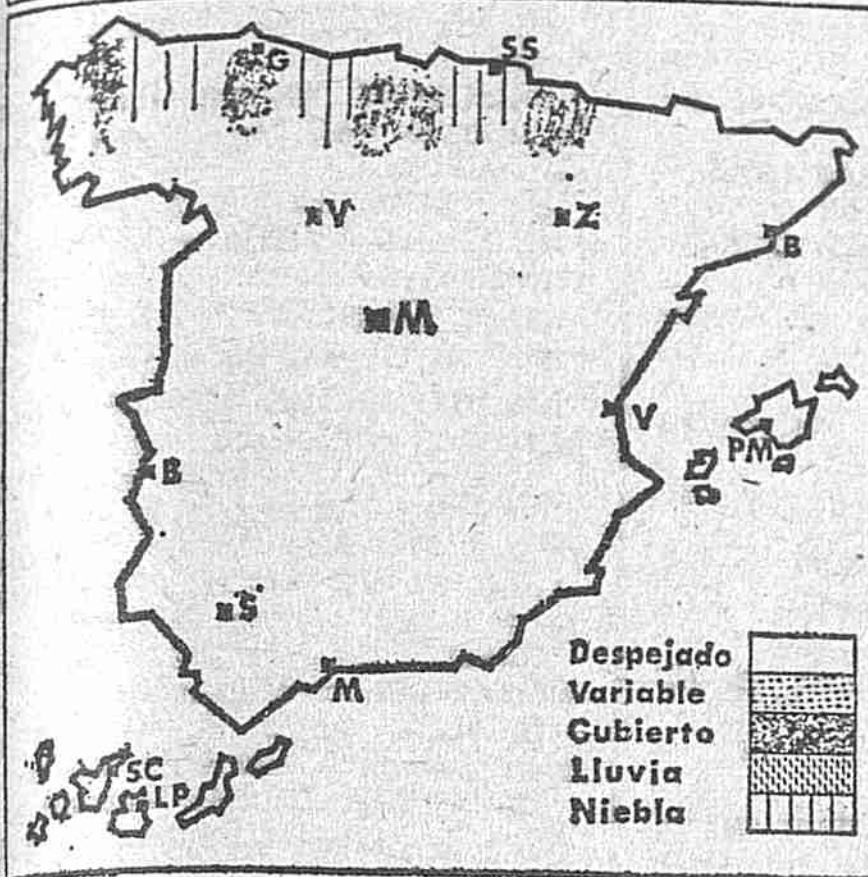 SS
G
V
Z
B
M
V
PM
B
S
M
SC
LP
Despejado
Variable
Cubierto
Lluvia
Niebla